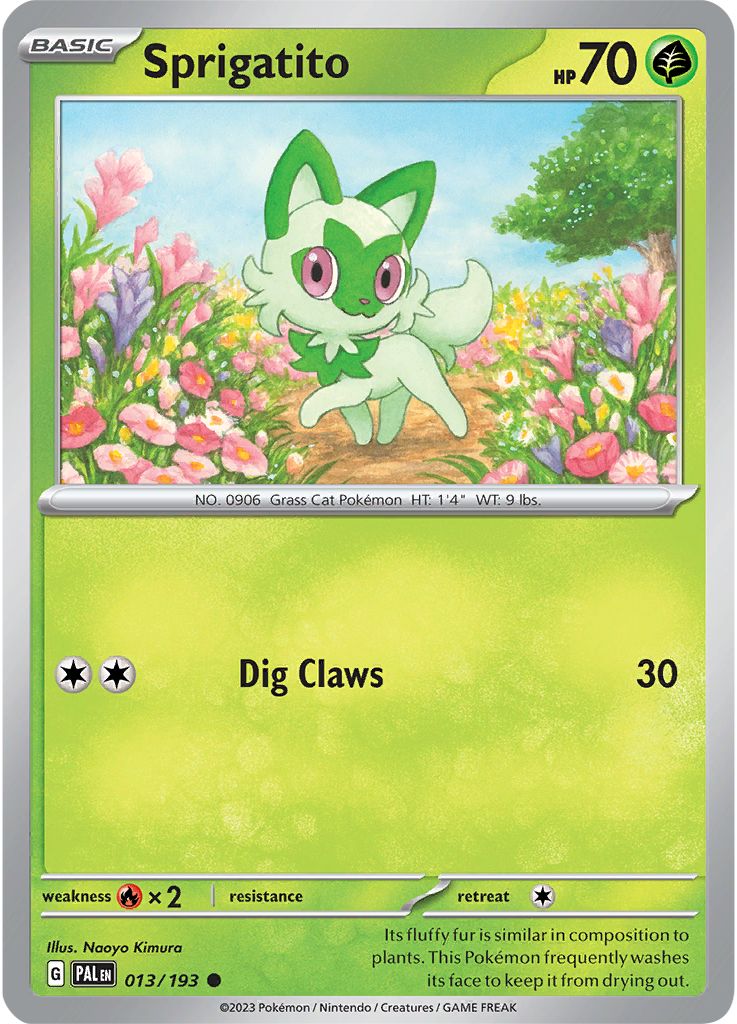 BASIC
Sprigatito
HP 70
NO. 0906 Grass Cat Pokémon HT: 1'4" WT: 9 lbs.
Dig Claws 30
weakness ×2 resistance retreat
Illus. Naoyo Kimura
G PAL EN 013/193
Its fluffy fur is similar in composition to
plants. This Pokémon frequently washes
its face to keep it from drying out.
©2023 Pokémon / Nintendo / Creatures / GAME FREAK